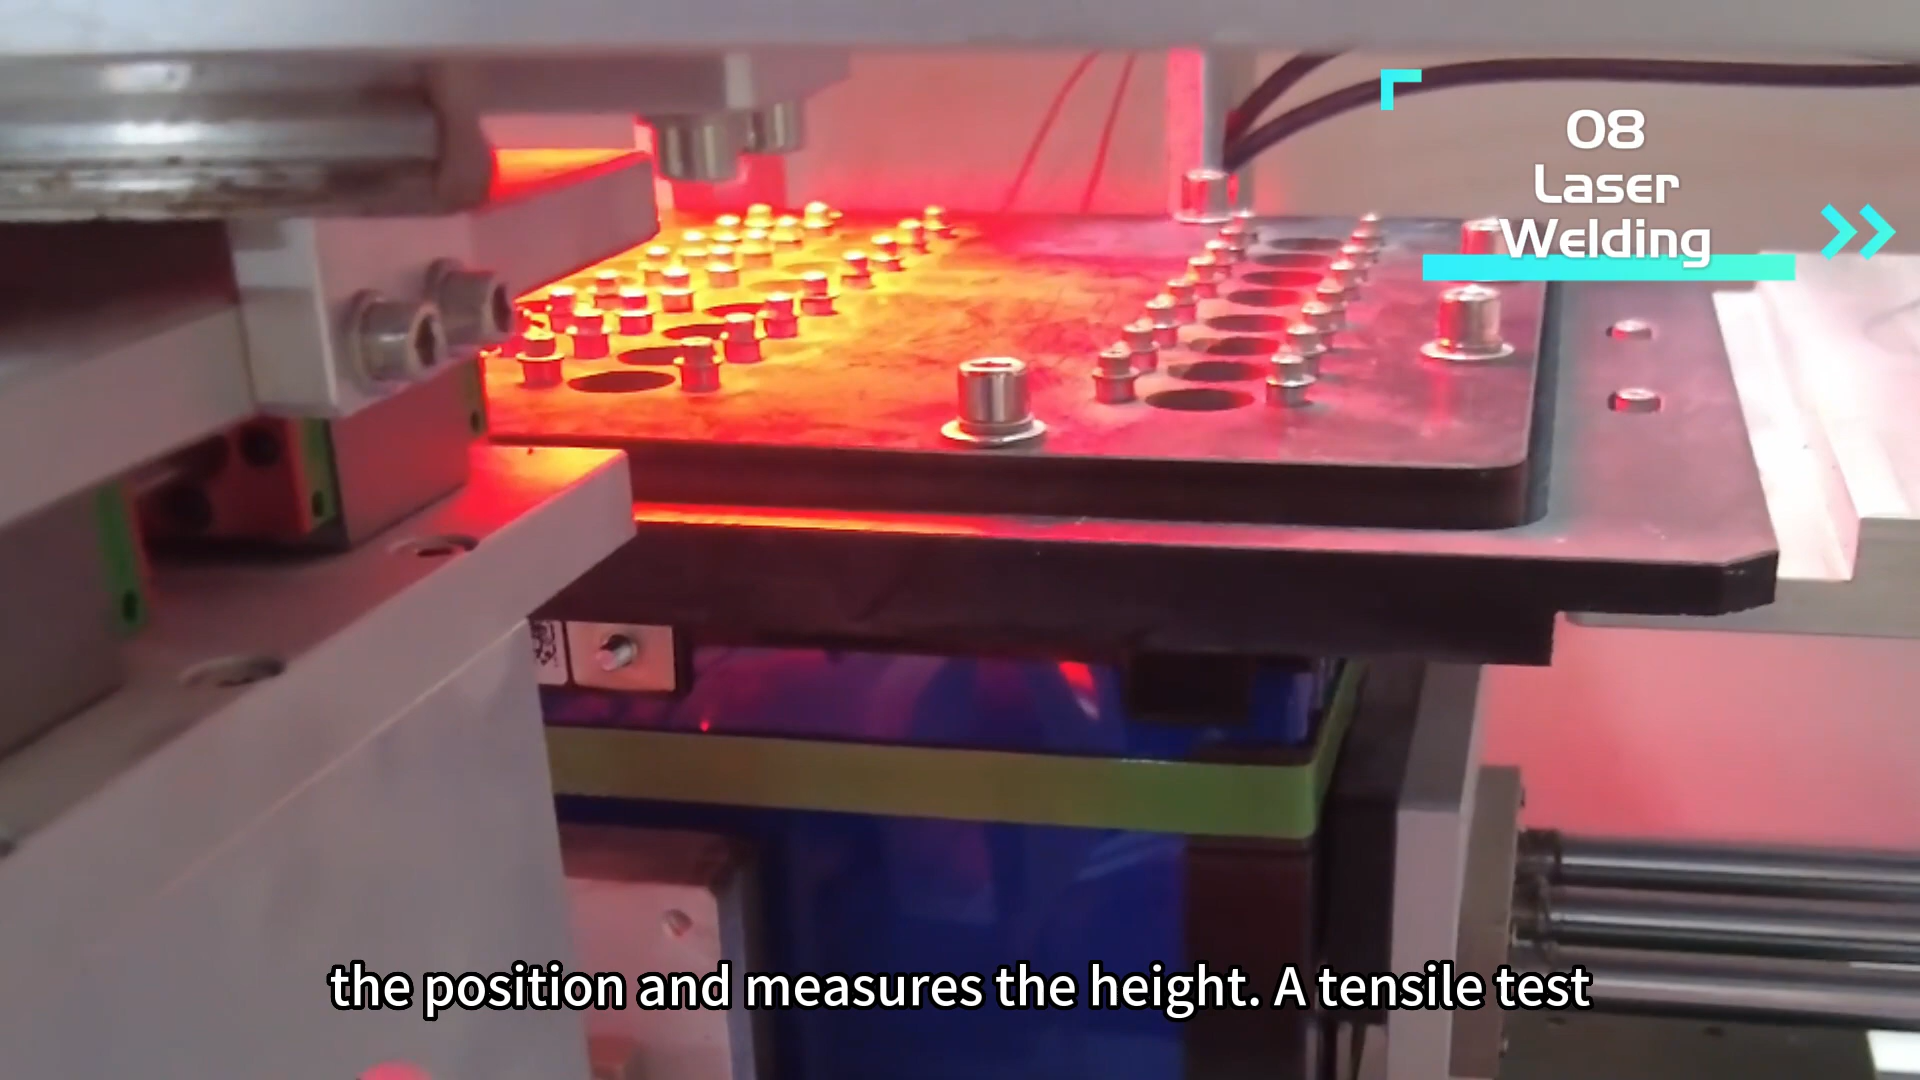 08
Laser
Welding
the position and measures the height. A tensile test